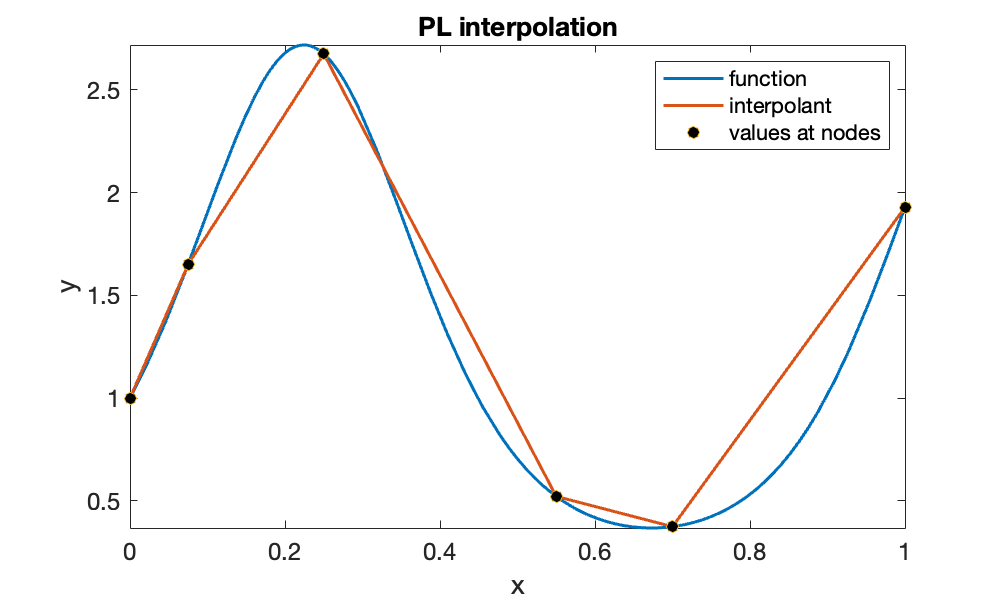 PL interpolation
function
interpolant
values at nodes
2.5
2
1.5
1
0.5
y
0 0.2 0.4 0.6 0.8 1
x